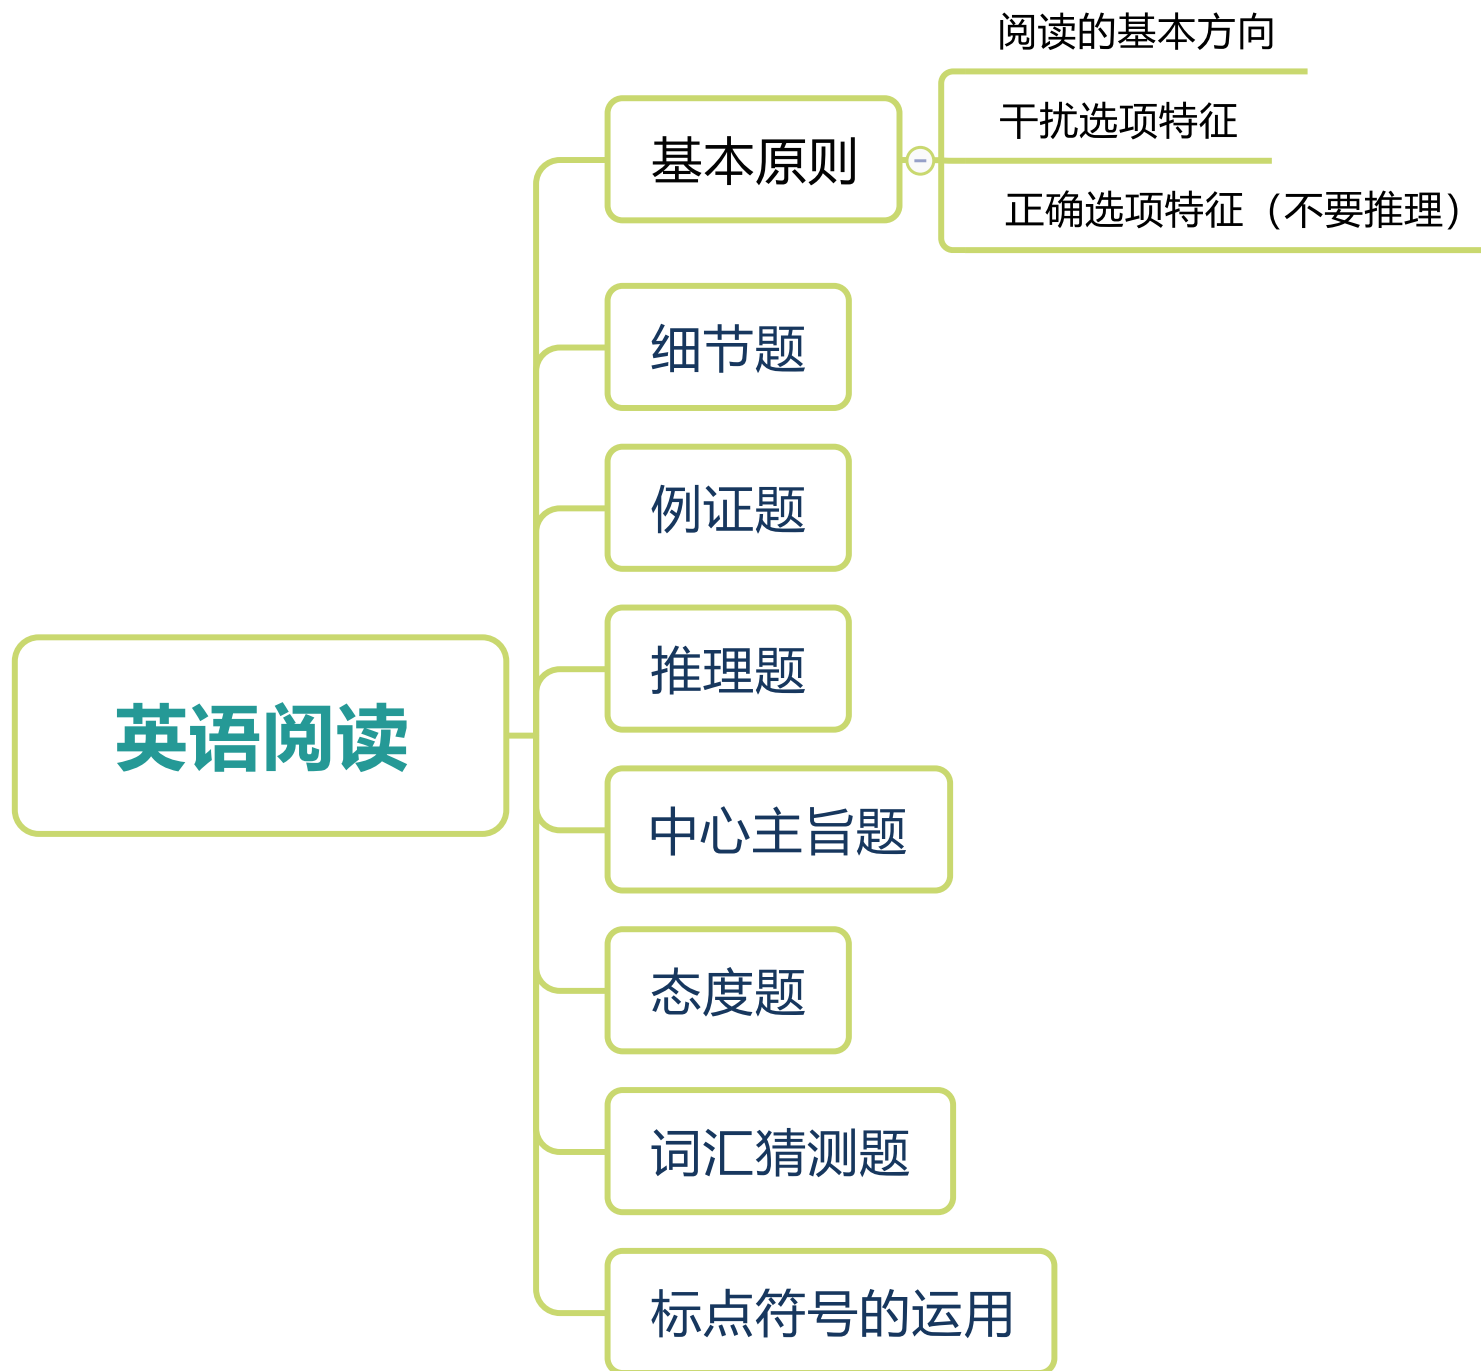 阅读的基本方向
干扰选项特征
基本原则
正确选项特征（不要推理）
细节题
例证题
推理题
英语阅读
中心主旨题
态度题
词汇猜测题
标点符号的运用